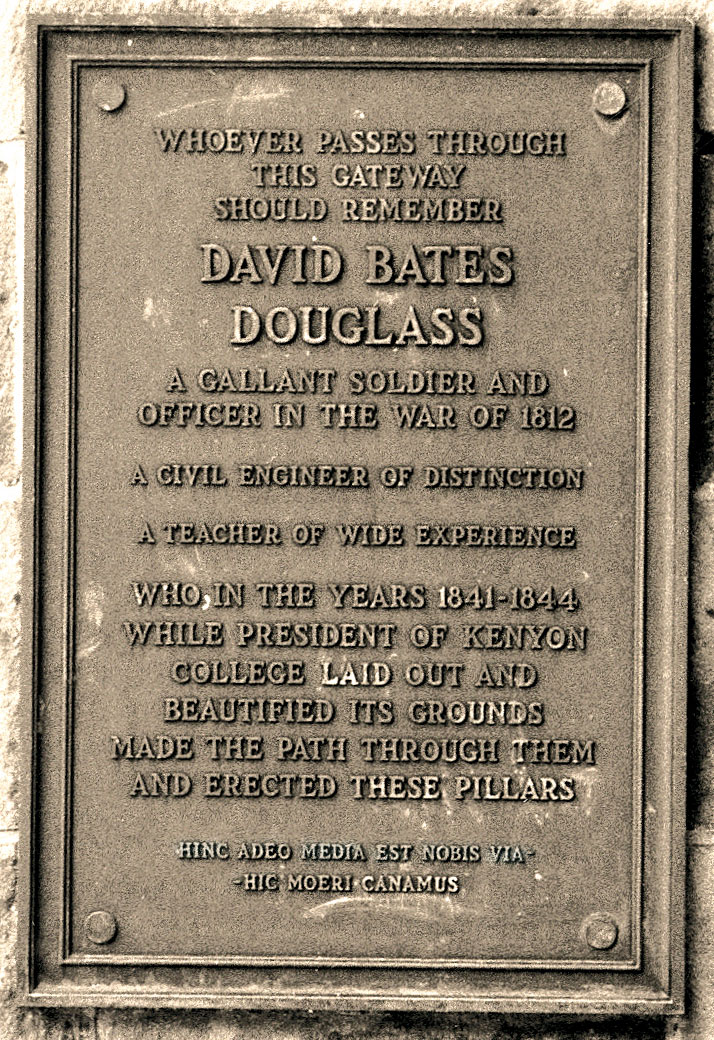 WHOEVER PASSES THROUGH
THIS GATEWAY
SHOULD REMEMBER
DAVID BATES
DOUGLASS
A GALLANT SOLDIER AND
OFFICER IN THE WAR OF 1812
A CIVIL ENGINEER OF DISTINCTION
A TEACHER OF WIDE EXPERIENCE
WHO, IN THE YEARS 1841-1844
WHILE PRESIDENT OF KENYON
COLLEGE LAID OUT AND
BEAUTIFIED ITS GROUNDS
MADE THE PATH THROUGH THEM
AND ERECTED THESE PILLARS
HINC ADEO MEDIA EST NOBIS VIA-
-HIC MOERI CANAMUS